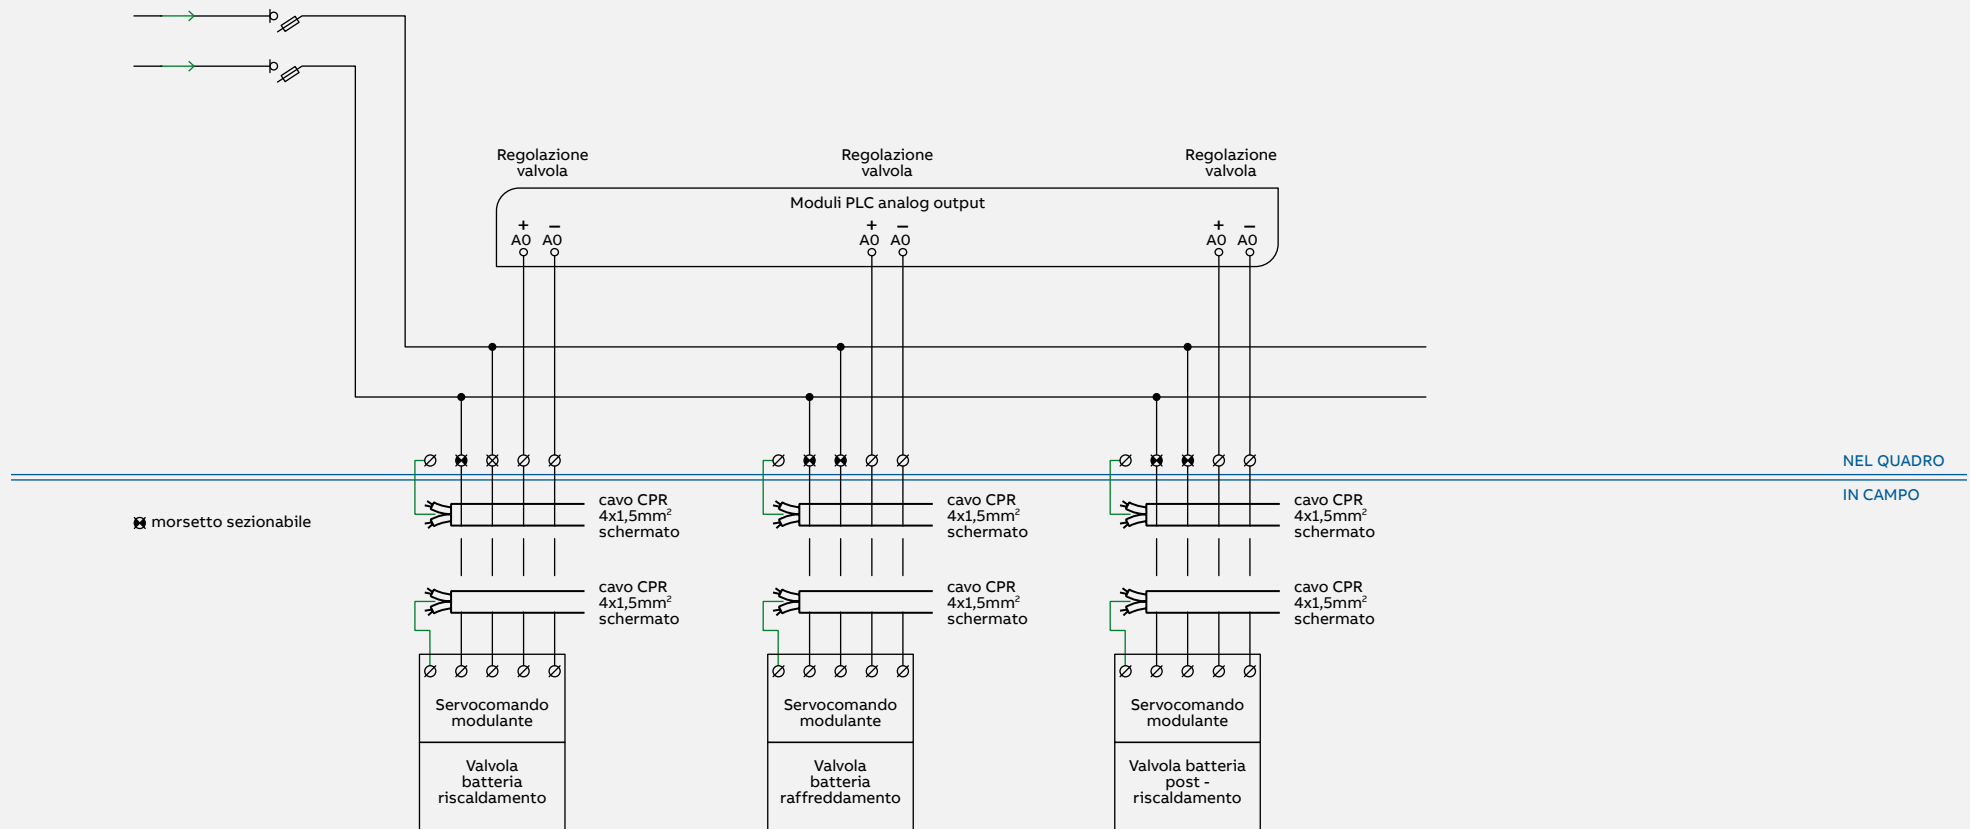 Regolazione
valvola
Regolazione
valvola
Regolazione
valvola
Moduli PLC analog output
+ −
A0 A0
+ −
A0 A0
+ −
A0 A0
NEL QUADRO
IN CAMPO
morsetto sezionabile
cavo CPR
4x1,5mm²
schermato
cavo CPR
4x1,5mm²
schermato
cavo CPR
4x1,5mm²
schermato
cavo CPR
4x1,5mm²
schermato
cavo CPR
4x1,5mm²
schermato
cavo CPR
4x1,5mm²
schermato
Servocomando
modulante
Servocomando
modulante
Servocomando
modulante
Valvola
batteria
riscaldamento
Valvola
batteria
raffreddamento
Valvola batteria
post -
riscaldamento